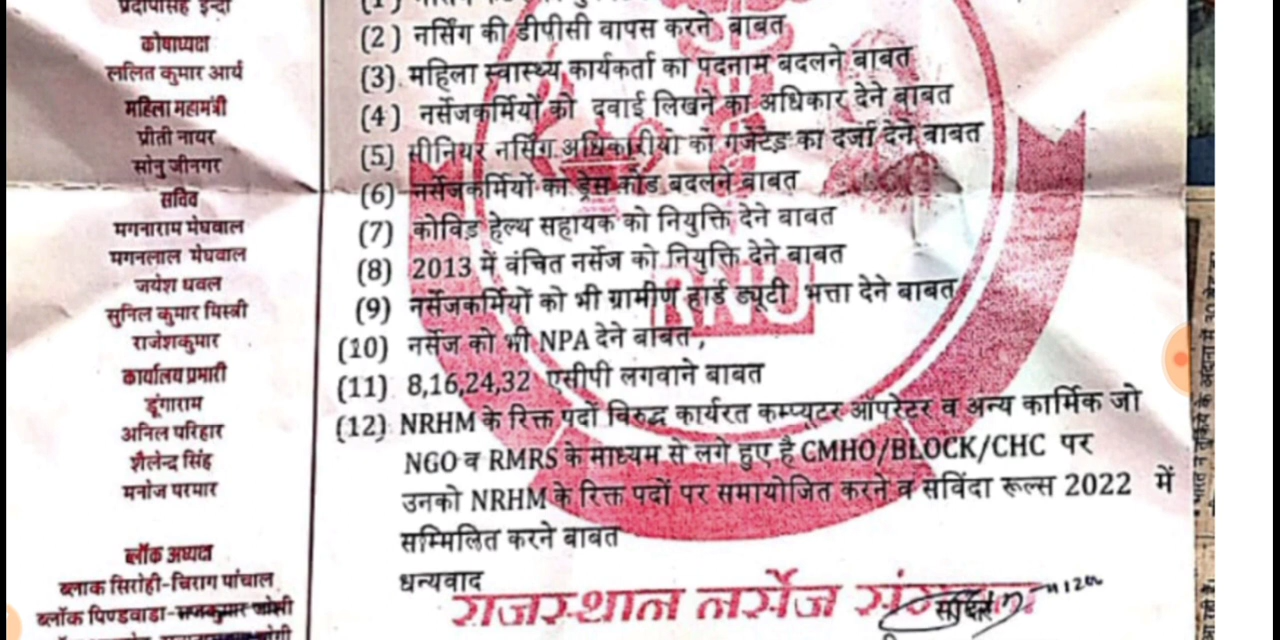 प्रदीपसिंह इन्दा
कोषाध्यक्ष
ललित कुमार आर्य
महिला महामंत्री
प्रीती नायर
सोनु जीनगर
सचिव
मगनाराम मेघवाल
मगनलाल मेघवाल
जयेश धवल
सुनिल कुमार मिस्त्री
राजेशकुमार
कार्यालय प्रभारी
डूंगाराम
अनिल परिहार
शैलेन्द्र सिंह
मनोज परमार
ब्लॉक अध्यक्ष
ब्लाक सिरोही-चिराग पांचाल
ब्लॉक पिण्डवाडा-
(2) नर्सिंग की डीपीसी वापस करने बाबत
(3) महिला स्वास्थ्य कार्यकर्ता का पदनाम बदलने बाबत
(4) नर्सेजकर्मियों को दवाई लिखने का अधिकार देने बाबत
(5) सीनियर नर्सिंग अधिकारीयो को गजेटेड का दर्जा देने बाबत
(6) नर्सेजकर्मियों का ड्रेस कोड बदलने बाबत
(7) कोविड हेल्थ सहायक को नियुक्ति देने बाबत
(8) 2013 में वंचित नर्सेज को नियुक्ति देने बाबत
(9) नर्सेजकर्मियों को भी ग्रामीण हार्ड ड्यूटी भत्ता देने बाबत
(10) नर्सेज को भी NPA देने बाबत,
(11) 8,16,24,32 एसीपी लगवाने बाबत
(12) NRHM के रिक्त पदों विरुद्ध कार्यरत कम्प्यूटर ऑपरेटर व अन्य कार्मिक जो
NGO व RMRS के माध्यम से लगे हुए है CMHO/BLOCK/CHC पर
उनको NRHM के रिक्त पदों पर समायोजित करने व संविदा रूल्स 2022 में
सम्मिलित करने बाबत
धन्यवाद
RNU
राजस्थान नर्सेज